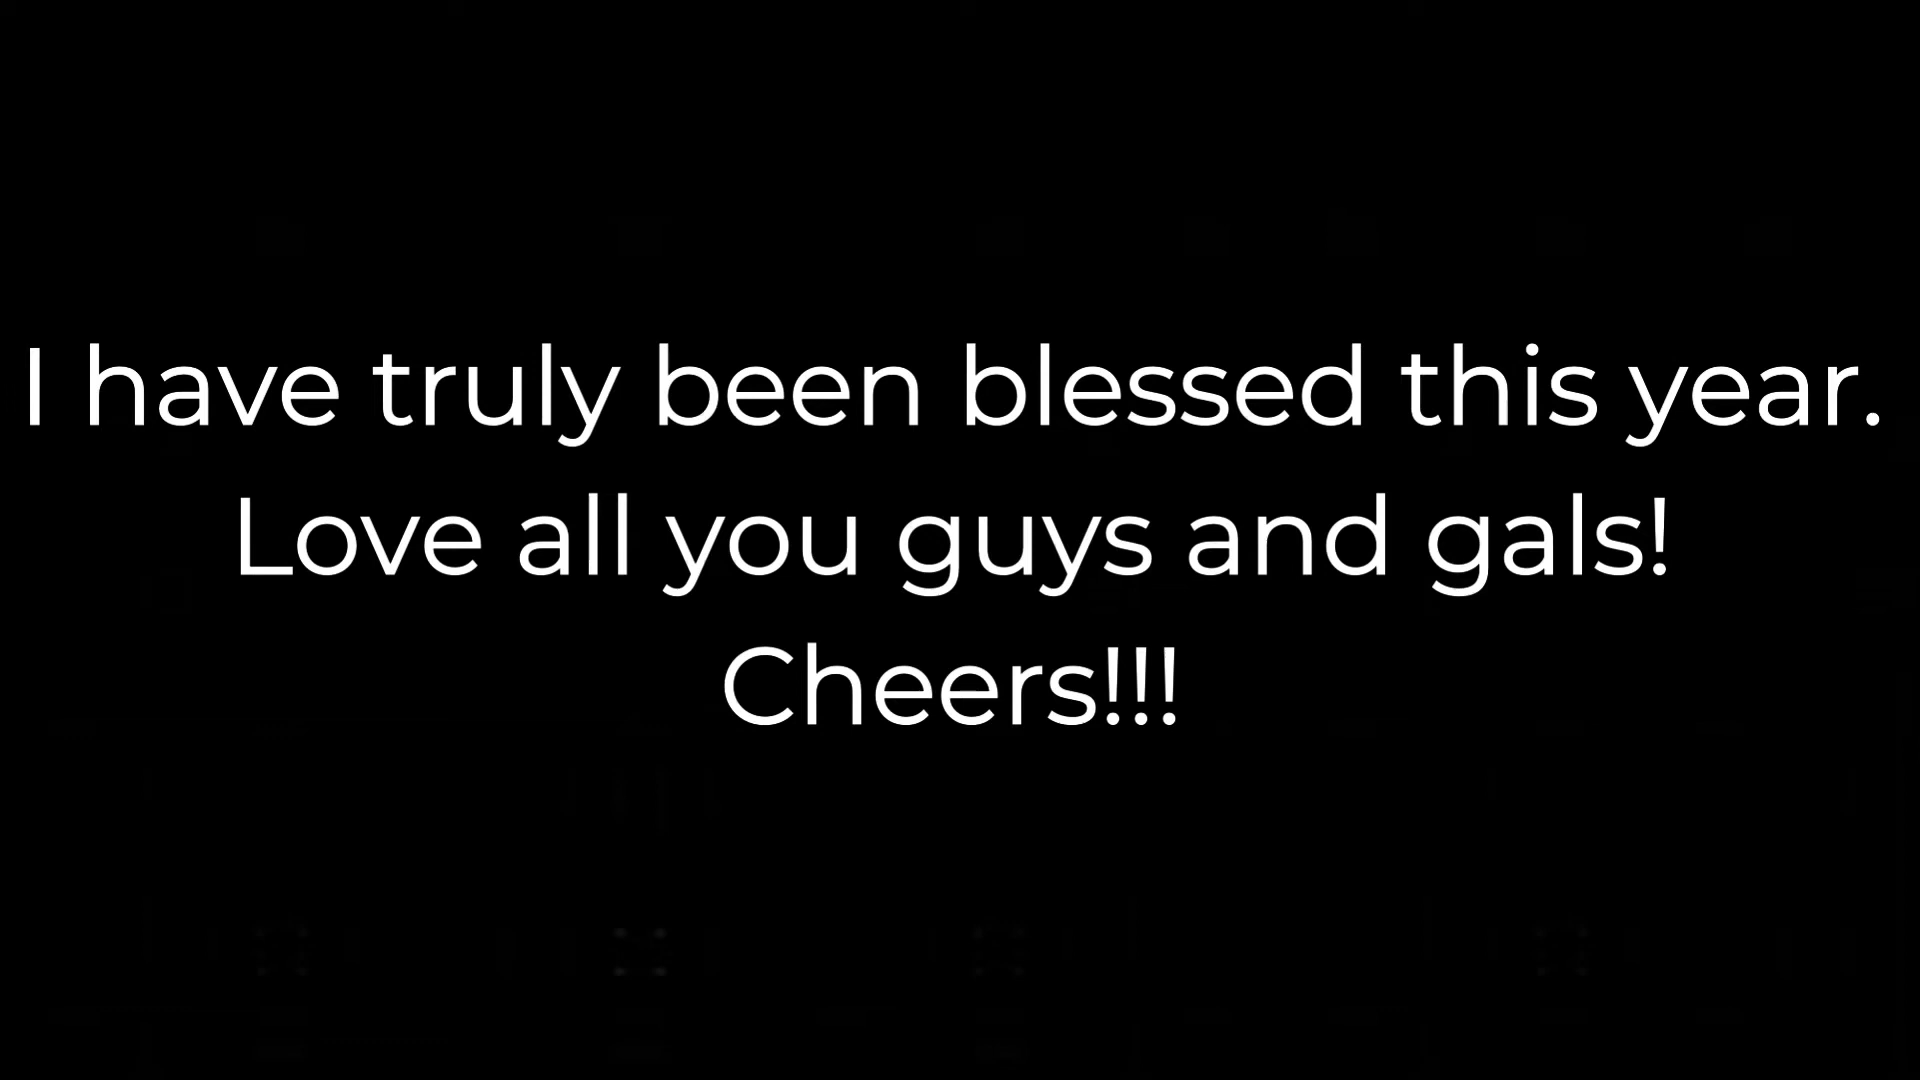 I have truly been blessed this year.
Love all you guys and gals!
Cheers!!!